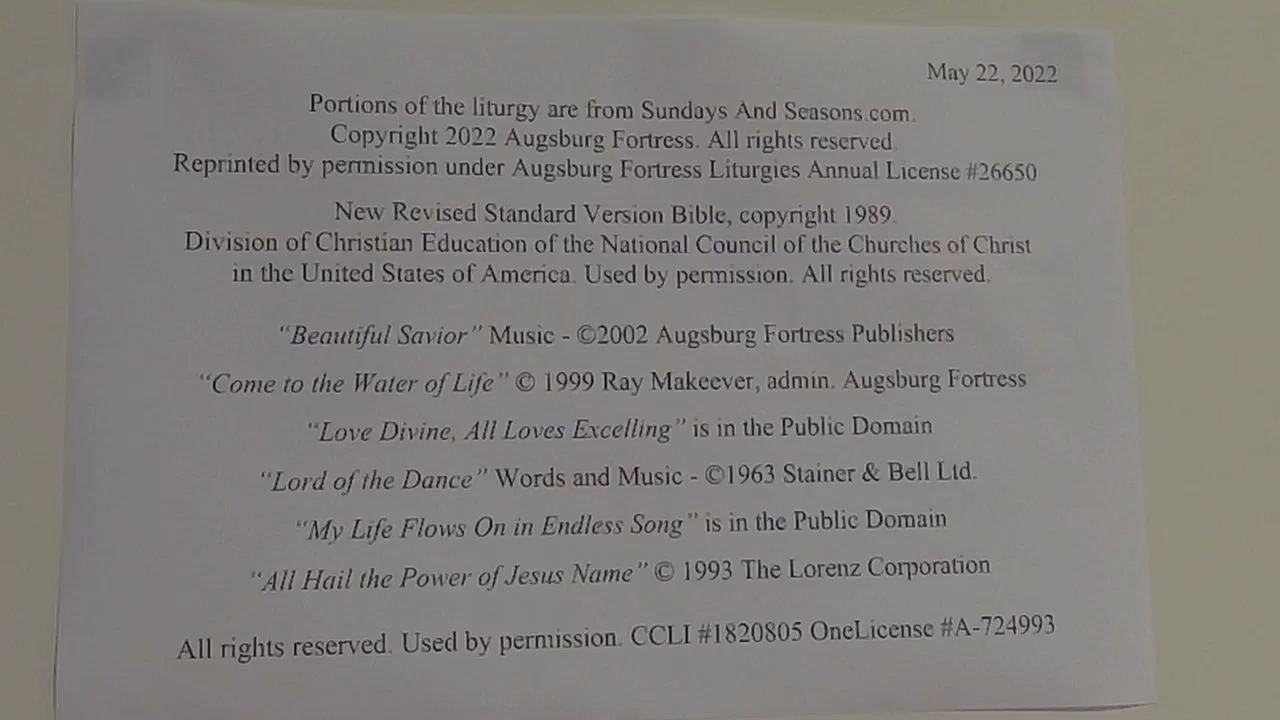 May 22, 2022
Portions of the liturgy are from Sundays And Seasons.com.
Copyright 2022 Augsburg Fortress. All rights reserved.
Reprinted by permission under Augsburg Fortress Liturgies Annual License #26650
New Revised Standard Version Bible, copyright 1989.
Division of Christian Education of the National Council of the Churches of Christ
in the United States of America. Used by permission. All rights reserved.
“Beautiful Savior” Music - ©2002 Augsburg Fortress Publishers
“Come to the Water of Life” © 1999 Ray Makeever, admin. Augsburg Fortress
“Love Divine, All Loves Excelling” is in the Public Domain
“Lord of the Dance” Words and Music - ©1963 Stainer & Bell Ltd.
“My Life Flows On in Endless Song” is in the Public Domain
“All Hail the Power of Jesus Name” © 1993 The Lorenz Corporation
All rights reserved. Used by permission. CCLI #1820805 OneLicense #A-724993